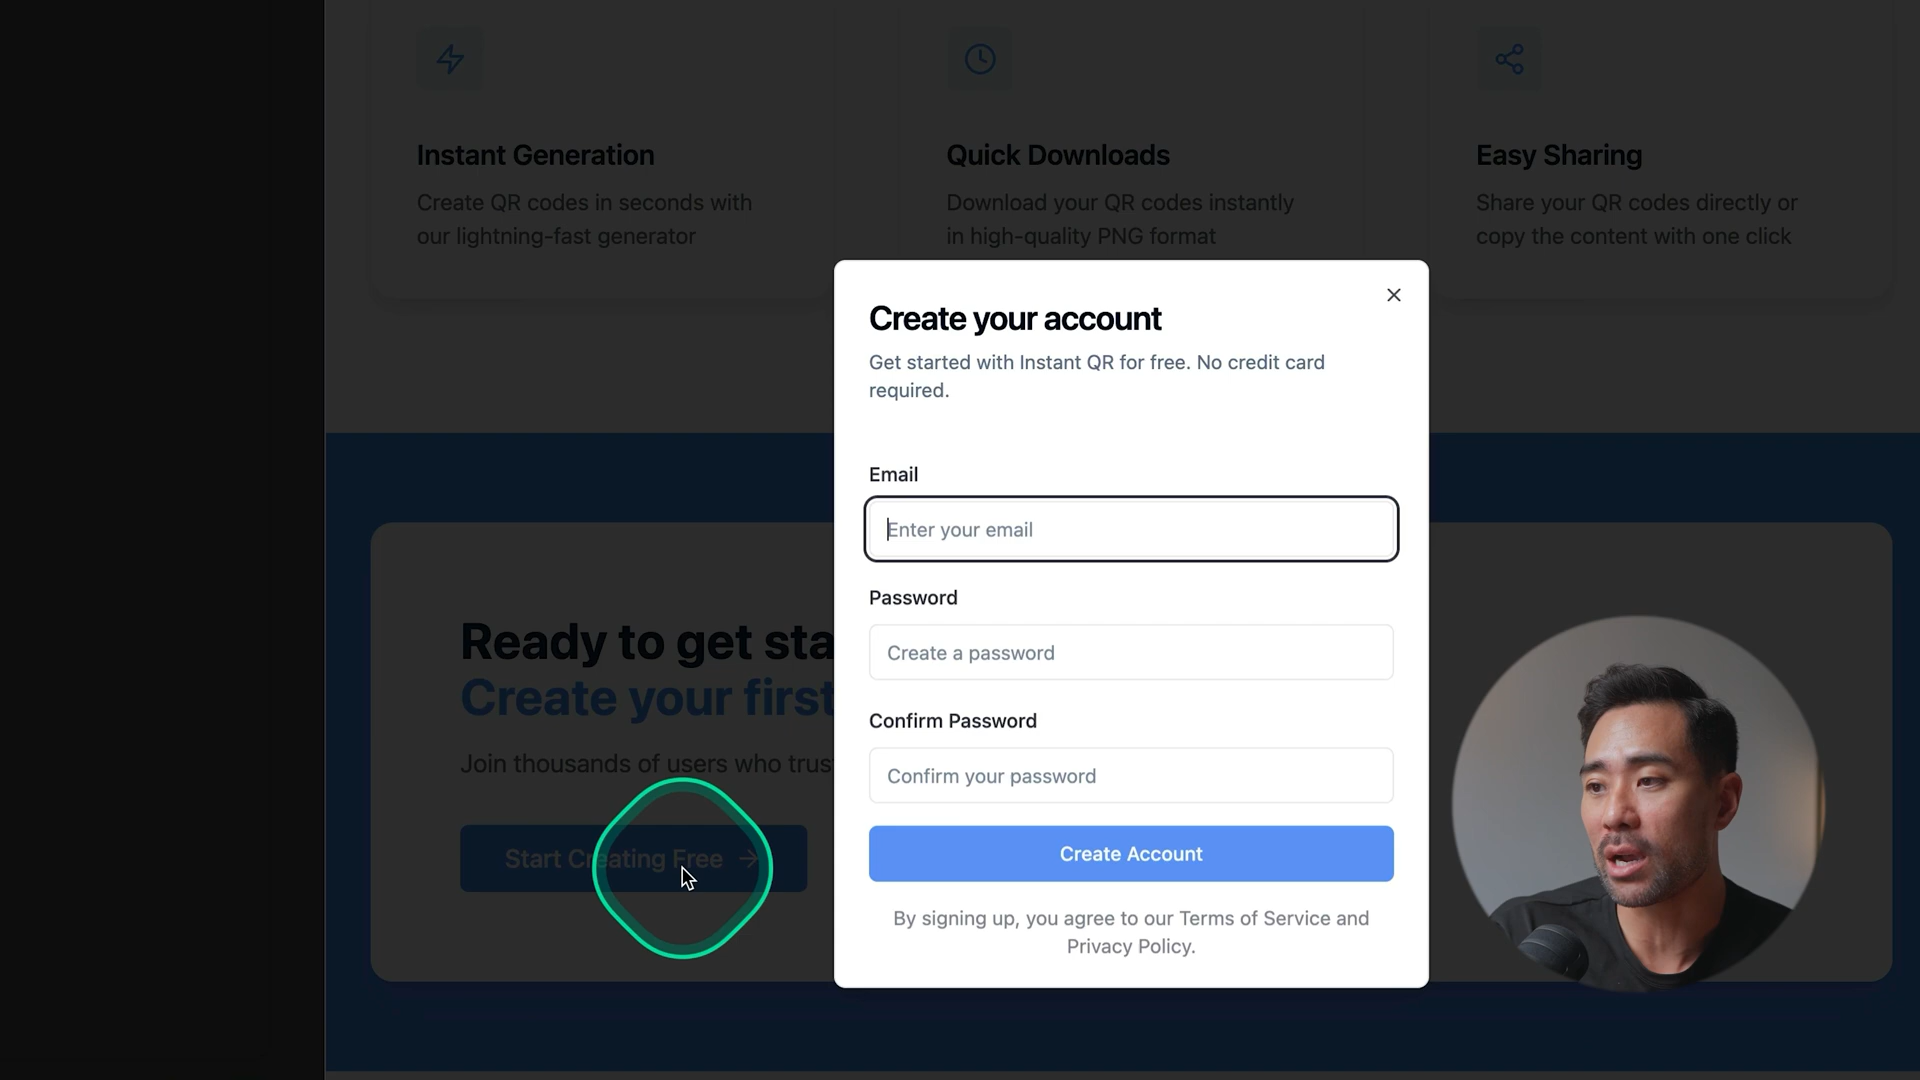 Instant Generation
Create QR codes in seconds with
our lightning-fast generator
Quick Downloads
Download your QR codes instantly
in high-quality PNG format
Easy Sharing
Share your QR codes directly or
copy the content with one click
Create your account
Get started with Instant QR for free. No credit card
required.
Email
Enter your email
Password
Create a password
Confirm Password
Confirm your password
Create Account
By signing up, you agree to our Terms of Service and
Privacy Policy.
Ready to get sta
Create your first
Join thousands of users who trus
Start Creating Free